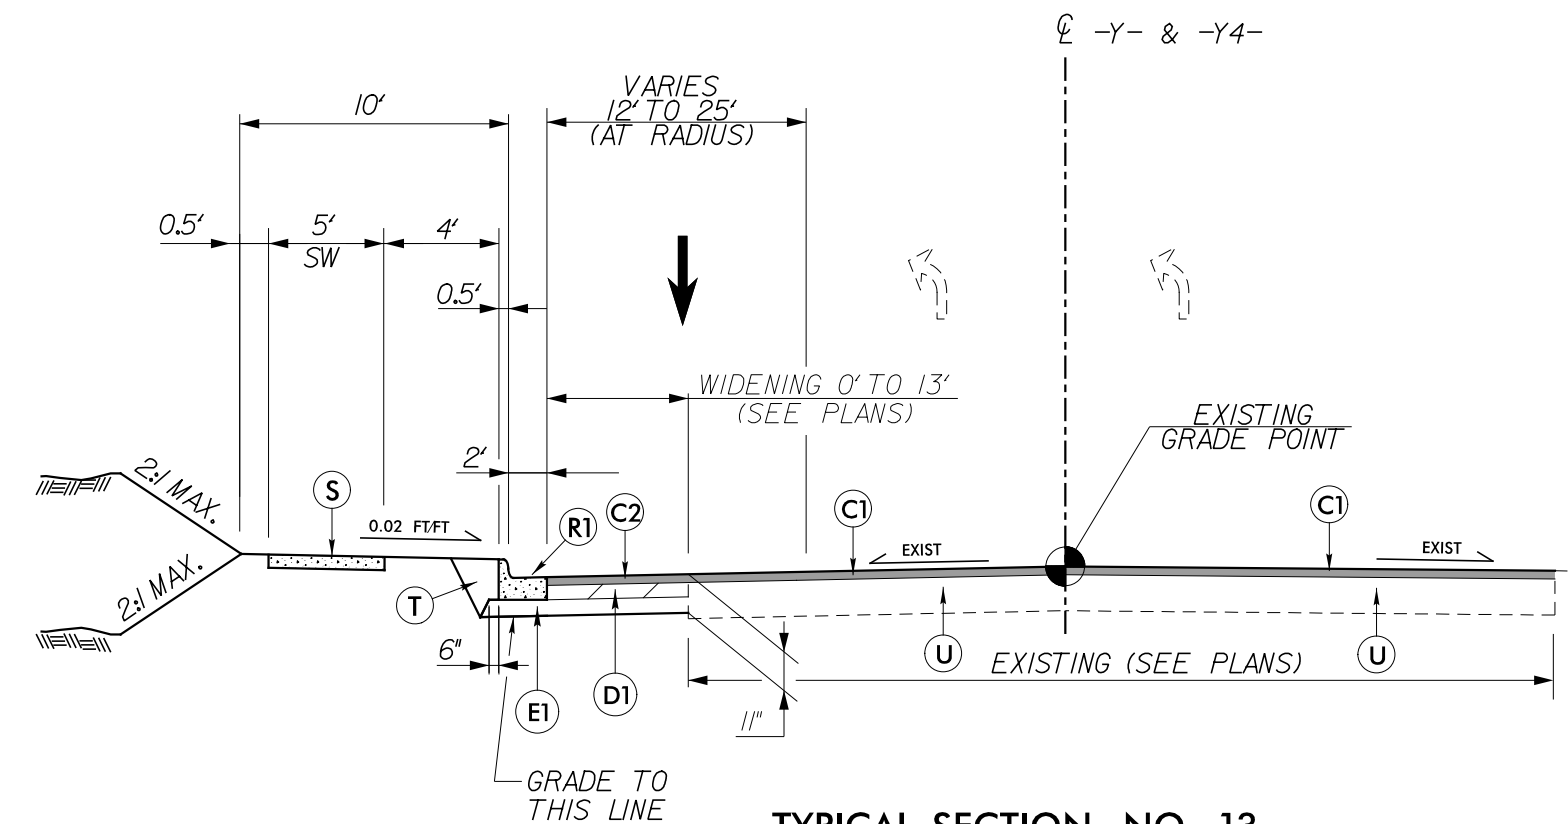 ℄ -Y- & -Y4-
VARIES
12' TO 25'
(AT RADIUS)
10'
0.5'
5'
SW
4'
0.5'
WIDENING 0' TO 13'
(SEE PLANS)
EXISTING
GRADE POINT
2'
2:1 MAX.
S
0.02 FT/FT
R1
C2
C1
C1
EXIST
EXIST
2:1 MAX.
T
6"
E1
D1
U
U
EXISTING (SEE PLANS)
11"
GRADE TO
THIS LINE
TYPICAL SECTION NO. 13